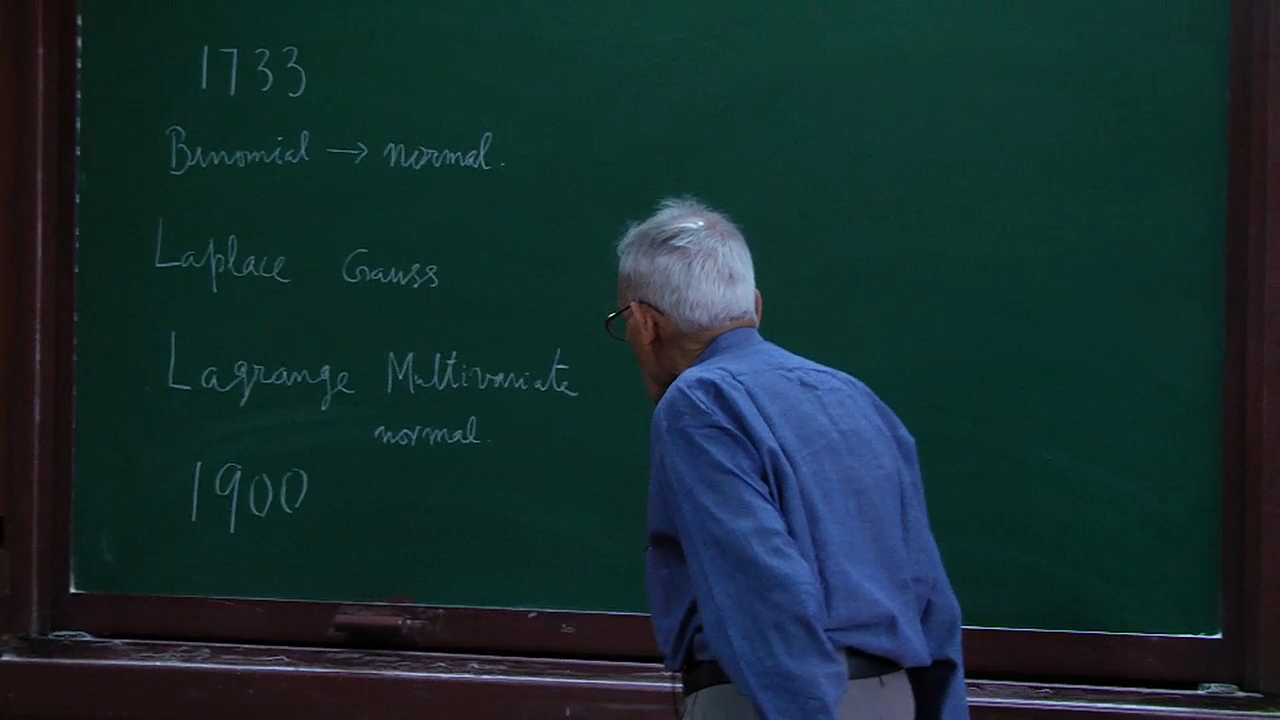 1733
Binomial → normal.
Laplace Gauss
Lagrange Multivariate
normal.
1900